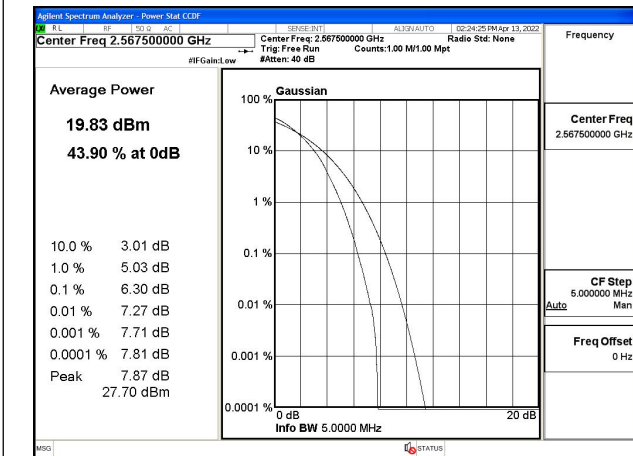 Agilent Spectrum Analyzer - Power Stat CCDF
RL RF 50 Ω AC SENSE:INT ALIGN AUTO 02:24:25 PM Apr 13, 2022
Center Freq 2.567500000 GHz
Center Freq: 2.567500000 GHz Radio Std: None
Trig: Free Run Counts:1.00 M/1.00 Mpt
#IFGain:Low #Atten: 40 dB
Frequency
Average Power
19.83 dBm
43.90 % at 0dB
10.0 % 3.01 dB
1.0 % 5.03 dB
0.1 % 6.30 dB
0.01 % 7.27 dB
0.001 % 7.71 dB
0.0001 % 7.81 dB
Peak 7.87 dB
27.70 dBm
Gaussian
100 %
10 %
1 %
0.1 %
0.01 %
0.001 %
0.0001 %
0 dB 20 dB
Info BW 5.0000 MHz
Center Freq
2.567500000 GHz
CF Step
5.000000 MHz
Auto Man
Freq Offset
0 Hz
MSG STATUS